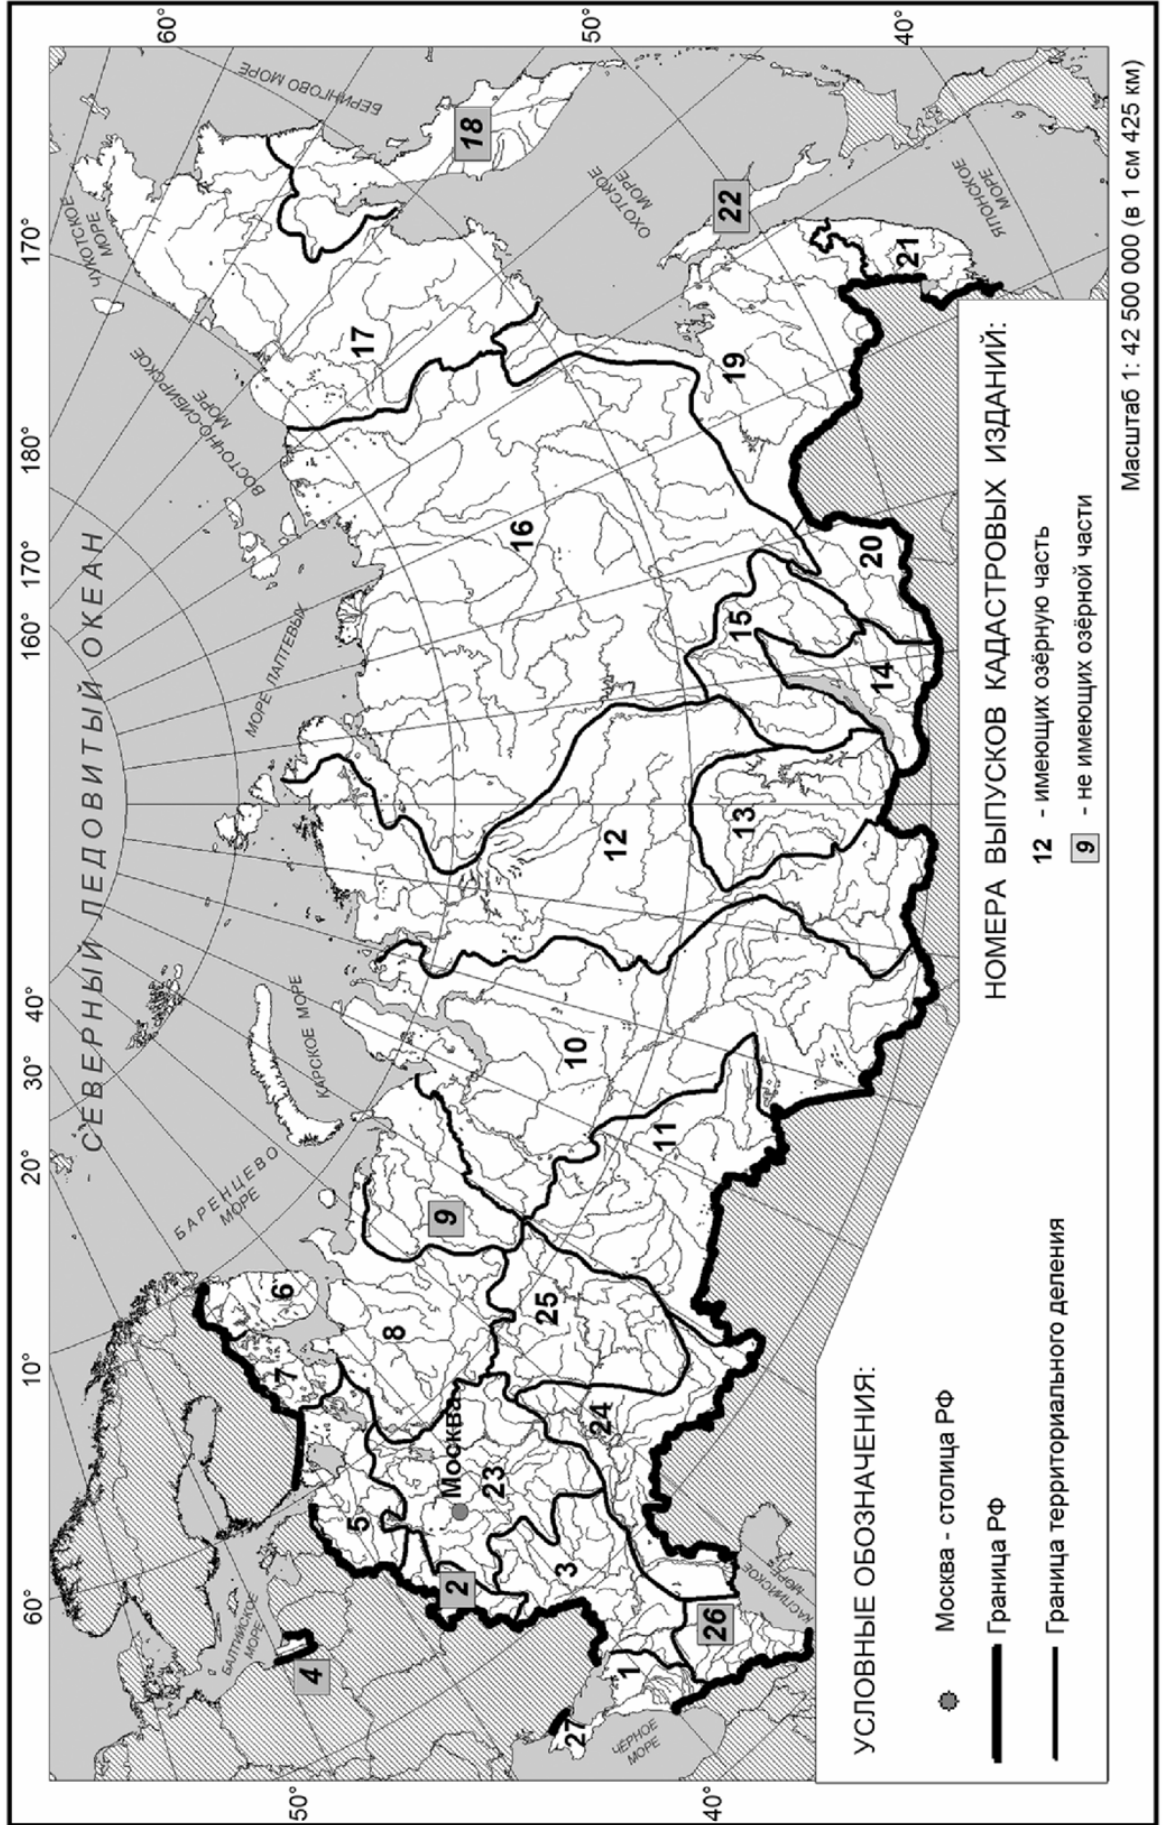 170°
180°
170°
160°
40°
30°
20°
10°
60°
60°
50°
40°
50°
40°
СЕВЕРНЫЙ ЛЕДОВИТЫЙ ОКЕАН
БАРЕНЦЕВО
МОРЕ
КАРСКОЕ МОРЕ
МОРЕ ЛАПТЕВЫХ
ВОСТОЧНО-СИБИРСКОЕ
МОРЕ
ЧУКОТСКОЕ
МОРЕ
БЕРИНГОВО МОРЕ
ОХОТСКОЕ
МОРЕ
ЯПОНСКОЕ
МОРЕ
БАЛТИЙСКОЕ
МОРЕ
ЧЁРНОЕ
МОРЕ
КАСПИЙСКОЕ
МОРЕ
Москва
1
2
3
4
5
6
7
8
9
10
11
12
13
14
15
16
17
18
19
20
21
22
23
24
25
26
27
УСЛОВНЫЕ ОБОЗНАЧЕНИЯ:
Москва - столица РФ
Граница РФ
Граница территориального деления
НОМЕРА ВЫПУСКОВ КАДАСТРОВЫХ ИЗДАНИЙ:
12 - имеющих озёрную часть
9 - не имеющих озёрной части
Масштаб 1: 42 500 000 (в 1 см 425 км)